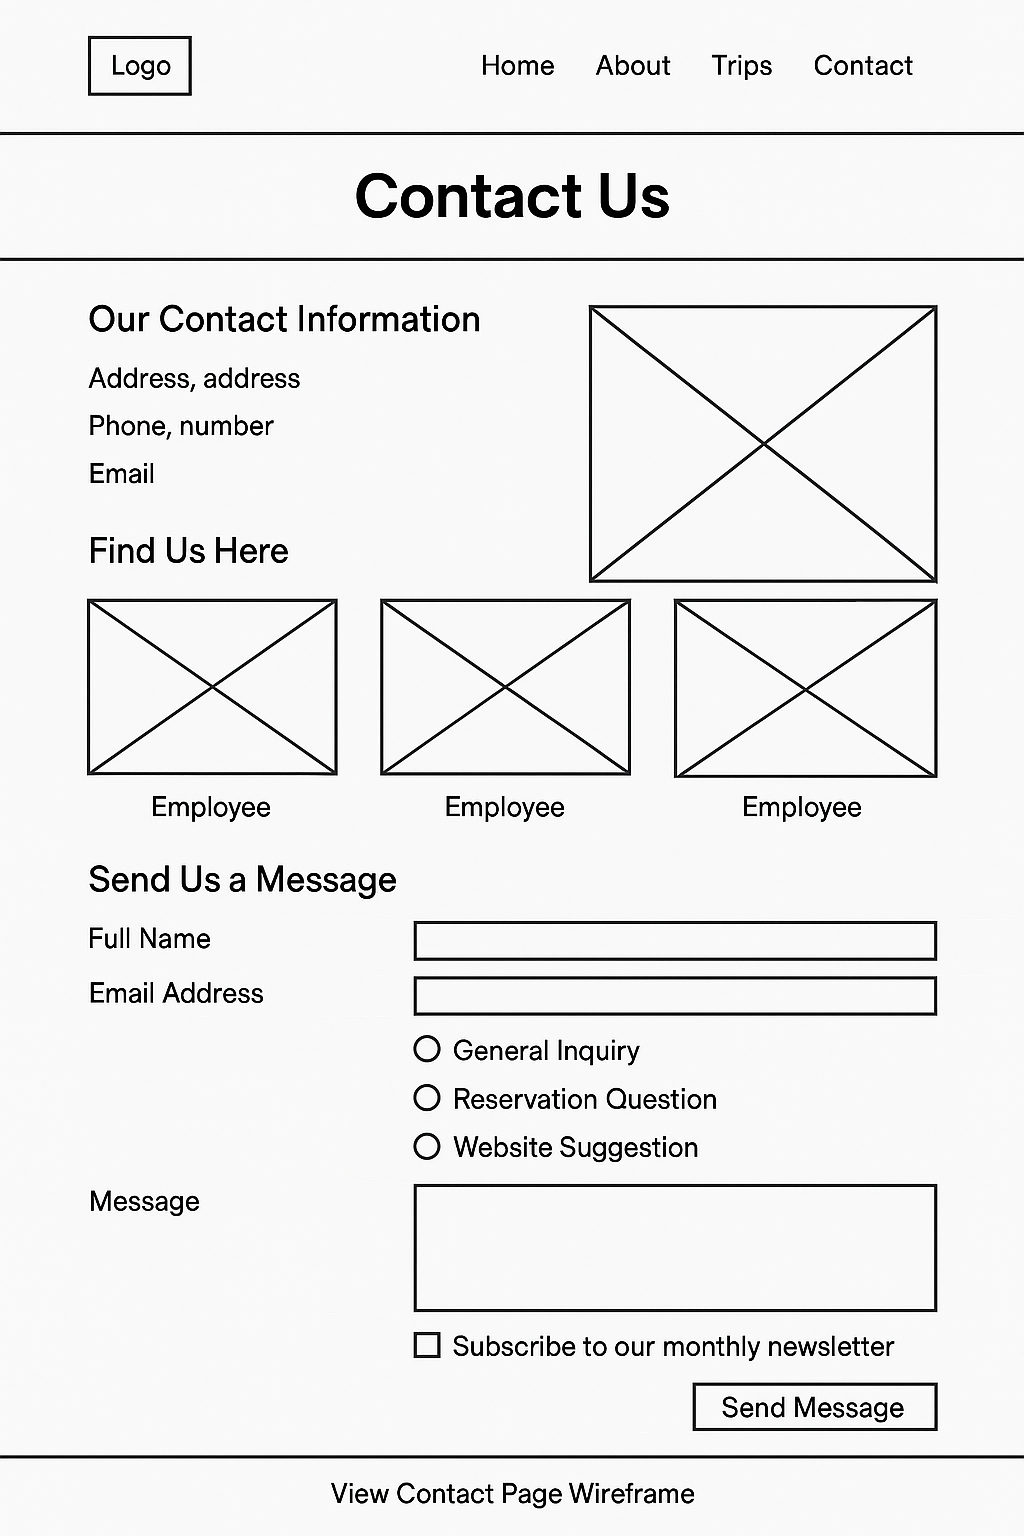 Logo
Home About Trips Contact
Contact Us
Our Contact Information
Address, address
Phone, number
Email
Find Us Here
Employee Employee Employee
Send Us a Message
Full Name
Email Address
General Inquiry
Reservation Question
Website Suggestion
Message
Subscribe to our monthly newsletter
Send Message
View Contact Page Wireframe